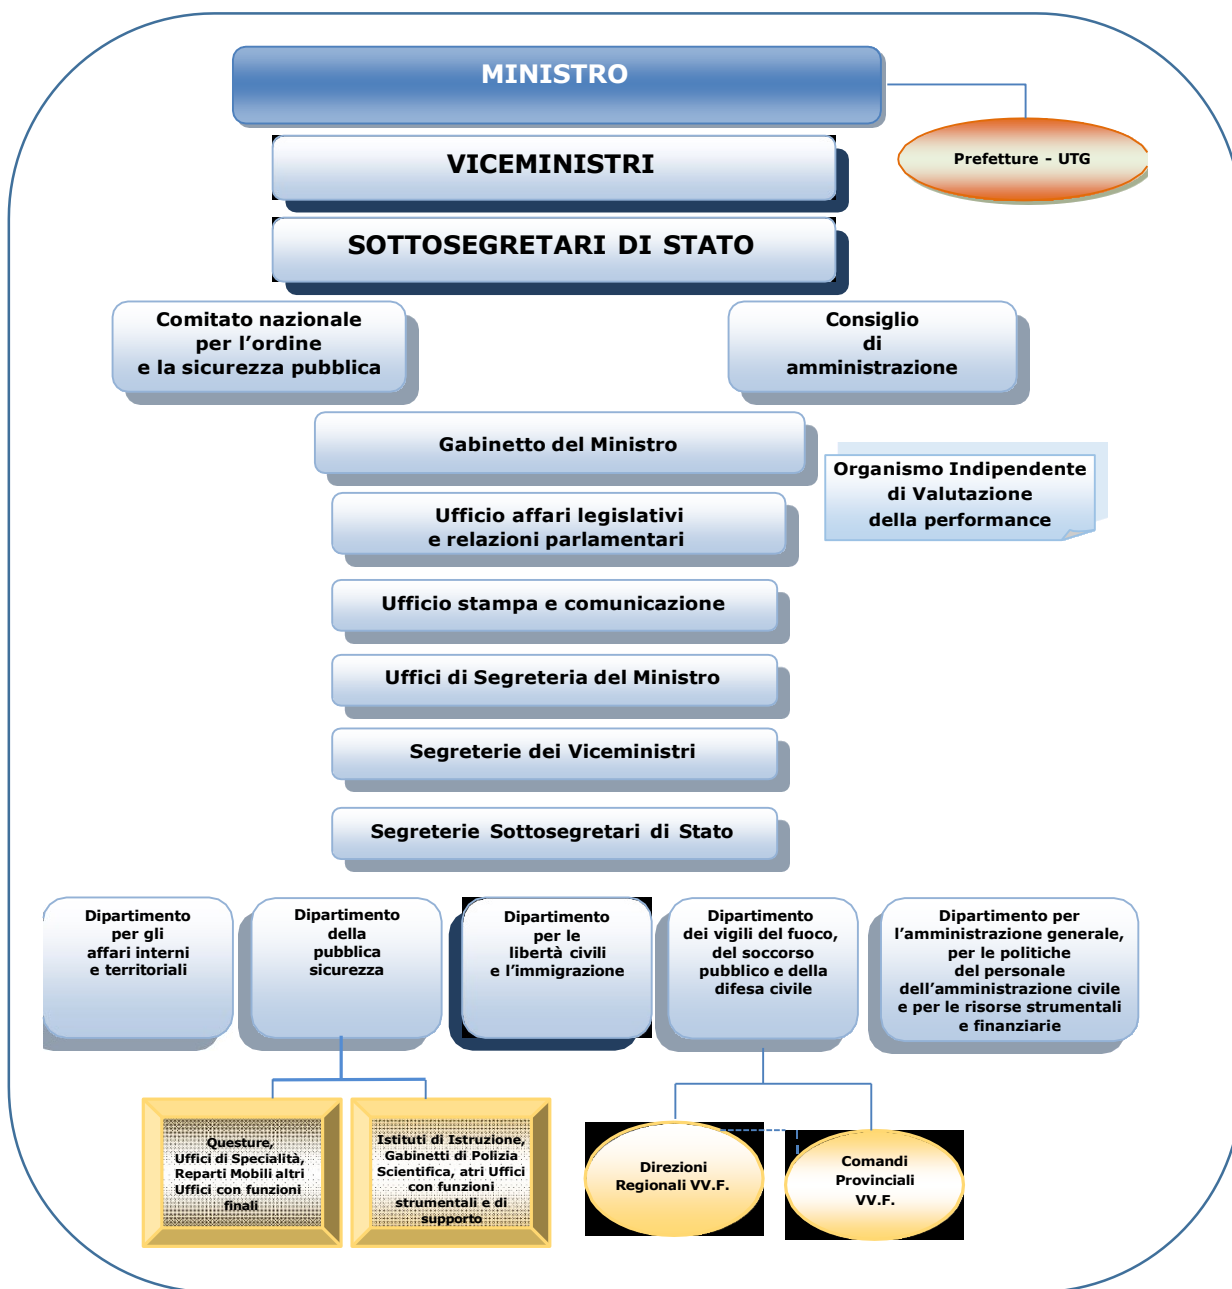 MINISTRO
Prefetture - UTG
VICEMINISTRI
SOTTOSEGRETARI DI STATO
Comitato nazionale
per l’ordine
e la sicurezza pubblica
Consiglio
di
amministrazione
Gabinetto del Ministro
Organismo Indipendente
di Valutazione
della performance
Ufficio affari legislativi
e relazioni parlamentari
Ufficio stampa e comunicazione
Uffici di Segreteria del Ministro
Segreterie dei Viceministri
Segreterie Sottosegretari di Stato
Dipartimento
per gli
affari interni
e territoriali
Dipartimento
della
pubblica
sicurezza
Dipartimento
per le
libertà civili
e l’immigrazione
Dipartimento
dei vigili del fuoco,
del soccorso
pubblico e della
difesa civile
Dipartimento per
l’amministrazione generale,
per le politiche
del personale
dell’amministrazione civile
e per le risorse strumentali
e finanziarie
Questure,
Uffici di Specialità,
Reparti Mobili altri
Uffici con funzioni
finali
Istituti di Istruzione,
Gabinetti di Polizia
Scientifica, atri Uffici
con funzioni
strumentali e di
supporto
Direzioni
Regionali VV.F.
Comandi
Provinciali
VV.F.